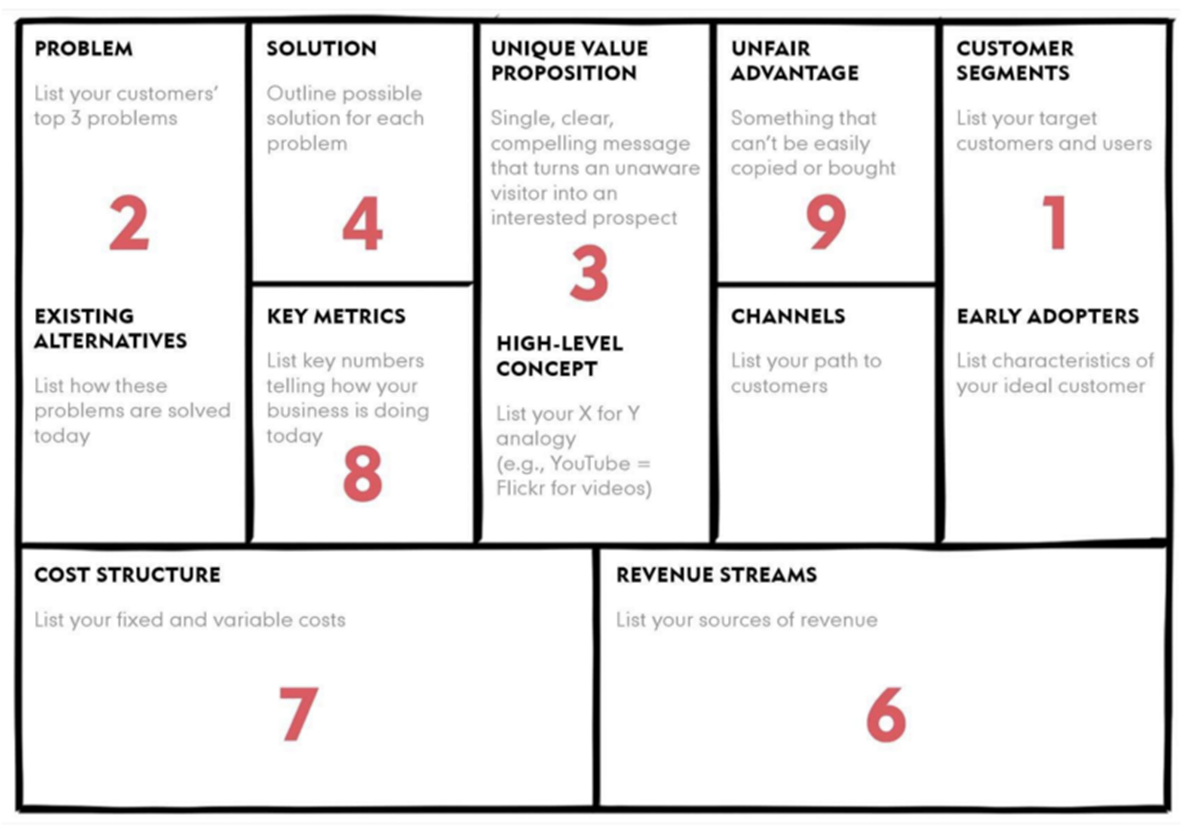 PROBLEM
List your customers'
top 3 problems
2
EXISTING
ALTERNATIVES
List how these
problems are solved
today
SOLUTION
Outline possible
solution for each
problem
4
KEY METRICS
List key numbers
telling how your
business is doing
today
8
UNIQUE VALUE
PROPOSITION
Single, clear,
compelling message
that turns an unaware
visitor into an
interested prospect
3
HIGH-LEVEL
CONCEPT
List your X for Y
analogy
(e.g., YouTube =
Flickr for videos)
UNFAIR
ADVANTAGE
Something that
can't be easily
copied or bought
9
CHANNELS
List your path to
customers
CUSTOMER
SEGMENTS
List your target
customers and users
1
EARLY ADOPTERS
List characteristics of
your ideal customer
COST STRUCTURE
List your fixed and variable costs
7
REVENUE STREAMS
List your sources of revenue
6